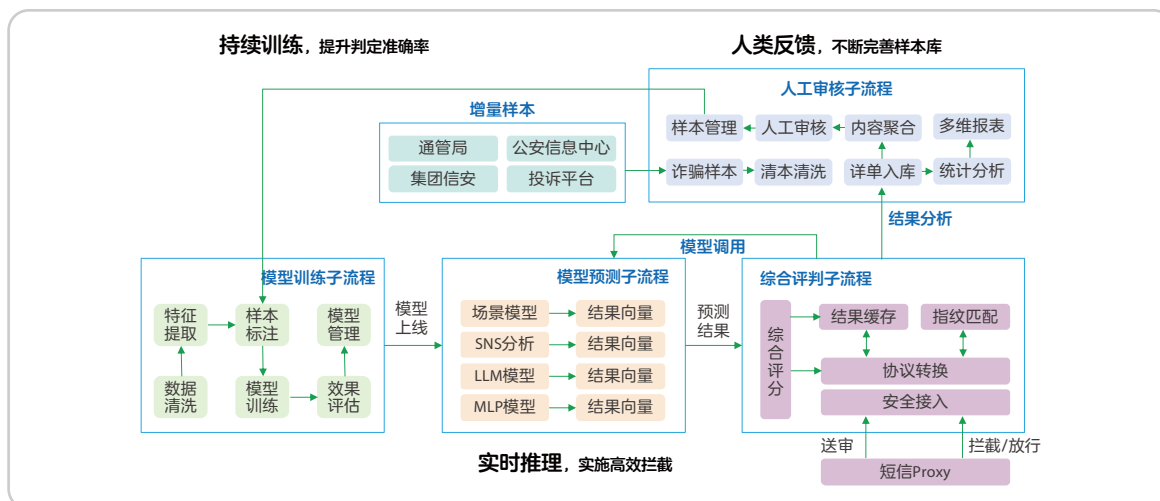 持续训练，提升判定准确率
人类反馈，不断完善样本库
增量样本
通管局
公安信息中心
集团信安
投诉平台
人工审核子流程
样本管理
人工审核
内容聚合
多维报表
诈骗样本
清本清洗
详单入库
统计分析
结果分析
模型调用
模型训练子流程
特征
提取
样本
标注
模型
管理
数据
清洗
模型
训练
效果
评估
模型
上线
模型预测子流程
场景模型
结果向量
SNS分析
结果向量
LLM模型
结果向量
MLP模型
结果向量
预测
结果
综合评判子流程
综
合
评
分
结果缓存
指纹匹配
协议转换
安全接入
送审
拦截/放行
短信Proxy
实时推理，实施高效拦截